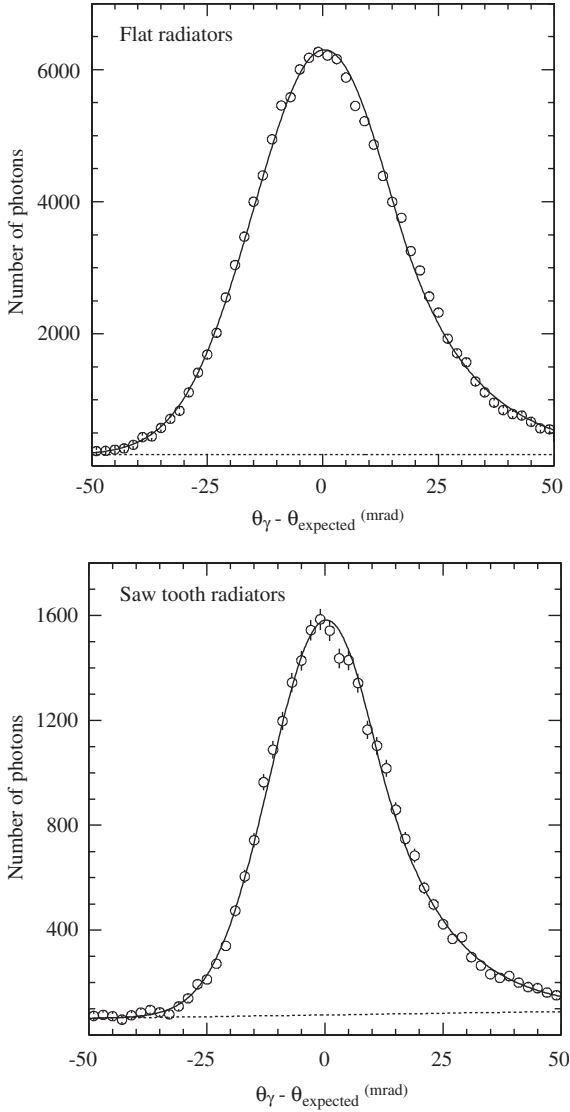 Flat radiators
6000
4000
2000
Number of photons
-50 -25 0 25 50
θγ - θexpected (mrad)
Saw tooth radiators
1600
1200
800
400
Number of photons
-50 -25 0 25 50
θγ - θexpected (mrad)